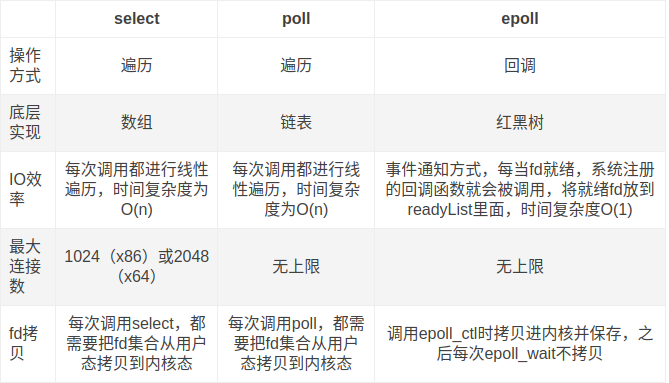 select poll epoll
操作
方式
遍历 遍历 回调
底层
实现
数组 链表 红黑树
IO效
率
每次调用都进行线性
遍历，时间复杂度为
O(n)
每次调用都进行线
性遍历，时间复杂
度为O(n)
事件通知方式，每当fd就绪，系统注册
的回调函数就会被调用，将就绪fd放到
readyList里面，时间复杂度O(1)
最大
连接
数
1024（x86）或2048
（x64）
无上限 无上限
fd拷
贝
每次调用select，都
需要把fd集合从用户
态拷贝到内核态
每次调用poll，都需
要把fd集合从用户
态拷贝到内核态
调用epoll_ctl时拷贝进内核并保存，之
后每次epoll_wait不拷贝